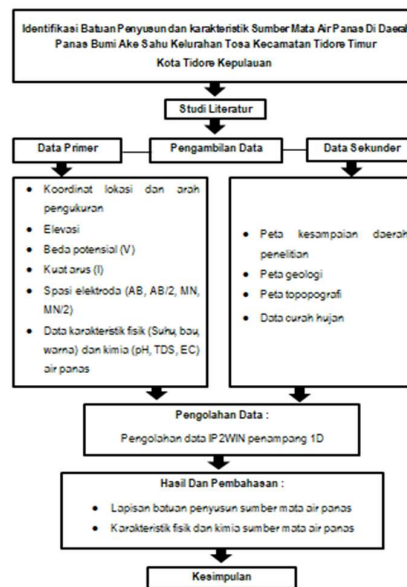 Identifikasi Batuan Penyusun dan karakteristik Sumber Mata Air Panas Di Daerah
Panas Bumi Ake Sahu Kelurahan Tosa Kecamatan Tidore Timur
Kota Tidore Kepulauan
Studi Literatur
Data Primer
Pengambilan Data
Data Sekunder
• Koordinat lokasi dan arah
pengukuran
• Elevasi
• Beda potensial (V)
• Kuat arus (I)
• Spasi elektroda (AB, AB/2, MN,
MN/2)
• Data karakteristik fisik (Suhu, bau,
warna) dan kimia (pH, TDS, EC)
air panas
• Peta kesampaian daerah
penelitian
• Peta geologi
• Peta topopografi
• Data curah hujan
Pengolahan Data :
Pengolahan data IP2WIN penampang 1D
Hasil Dan Pembahasan :
• Lapisan batuan penyusun sumber mata air panas
• Karakteristik fisik dan kimia sumber mata air panas
Kesimpulan